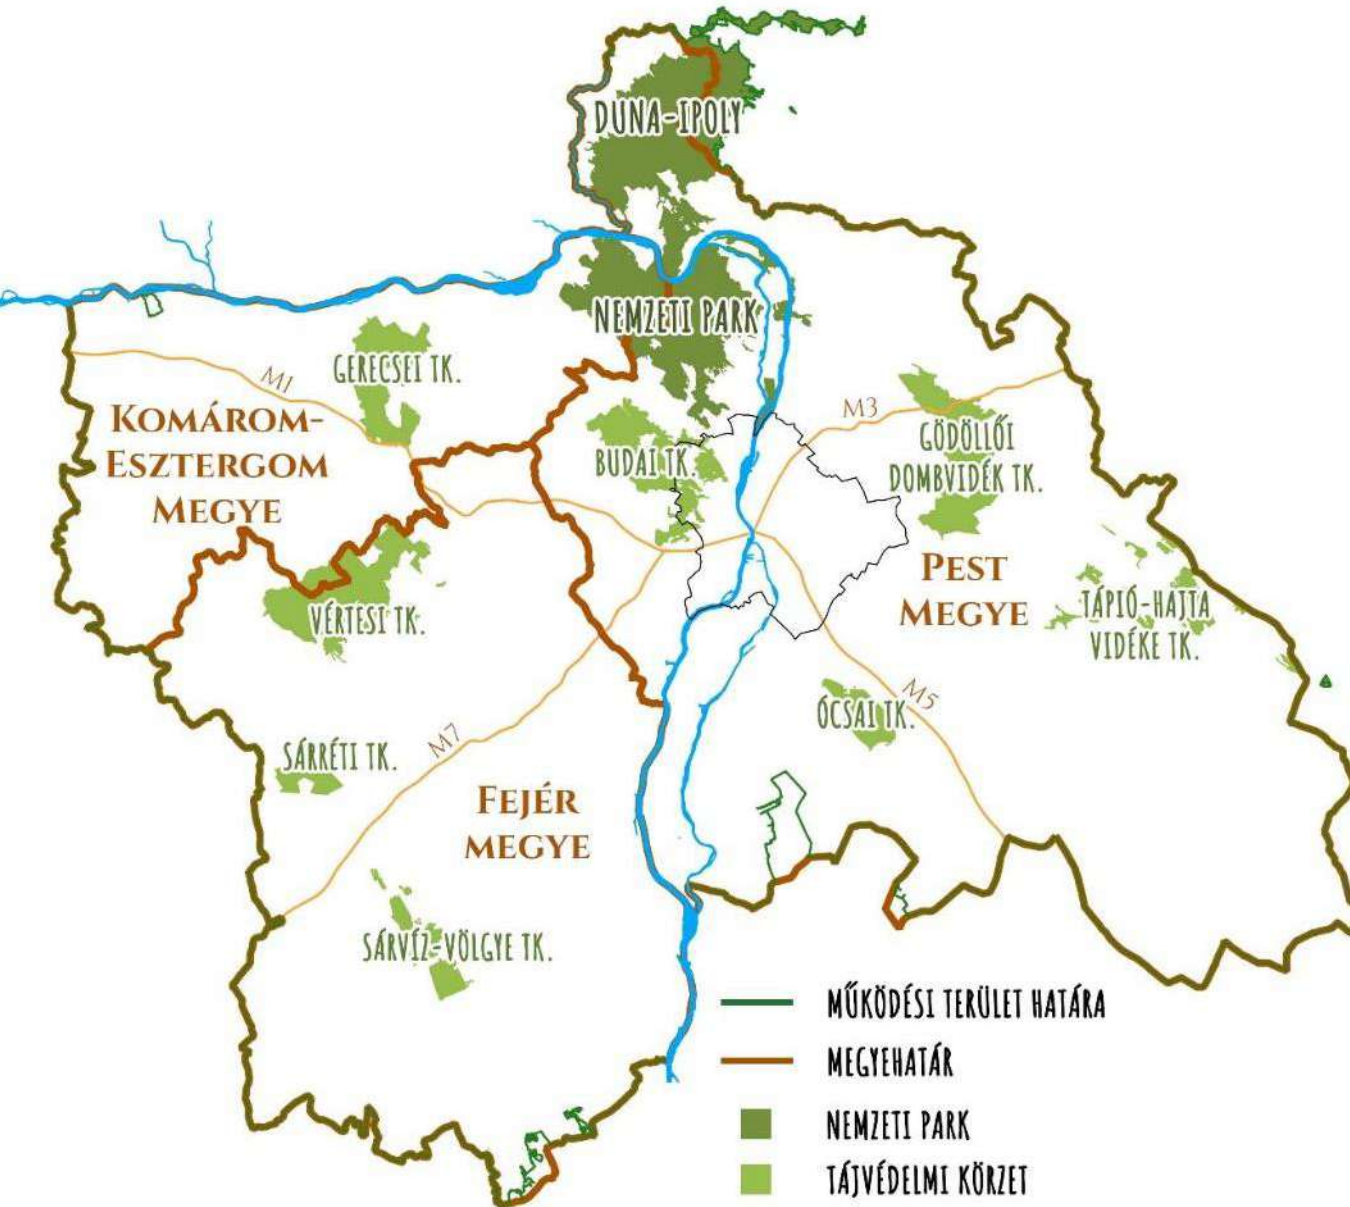 DUNA-IPOLY
NEMZETI PARK
GERECSEI TK.
M1
KOMÁROM-
ESZTERGOM
MEGYE
BUDAI TK.
M3
GÖDÖLLŐI
DOMBVIDÉK TK.
PEST
MEGYE
TÁPIÓ-HAJTA
VIDÉKE TK.
VÉRTESI TK.
ÓCSAI TK.
M5
SÁRRÉTI TK.
M7
FEJÉR
MEGYE
SÁRVÍZ-VÖLGYE TK.
MŰKÖDÉSI TERÜLET HATÁRA
MEGYEHATÁR
NEMZETI PARK
TÁJVÉDELMI KÖRZET